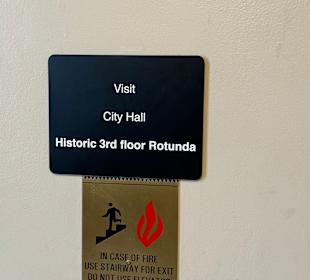 Visit
City Hall
Historic 3rd floor Rotunda
IN CASE OF FIRE
USE STAIRWAY FOR EXIT
DO NOT USE ELEVATOR